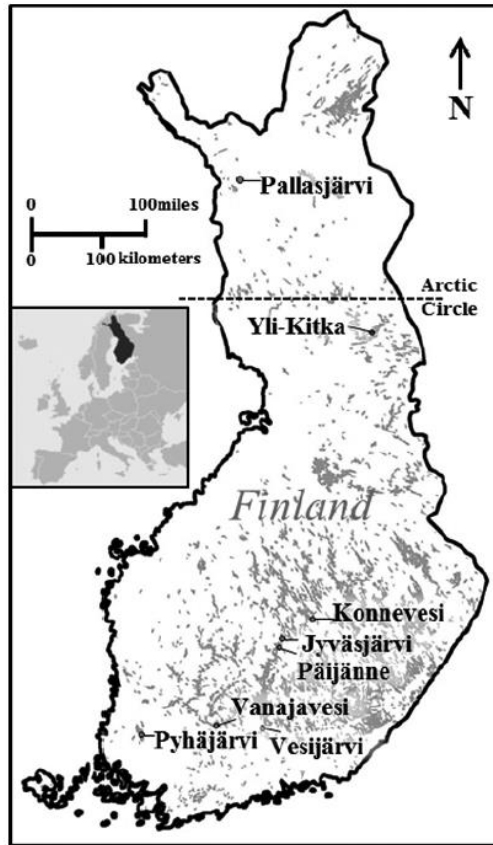 N
Pallasjärvi
0 100miles
0 100 kilometers
Arctic
Circle
Yli-Kitka
Finland
Konnevesi
Jyväsjärvi
Päijänne
Vanajavesi
Pyhäjärvi
Vesijärvi